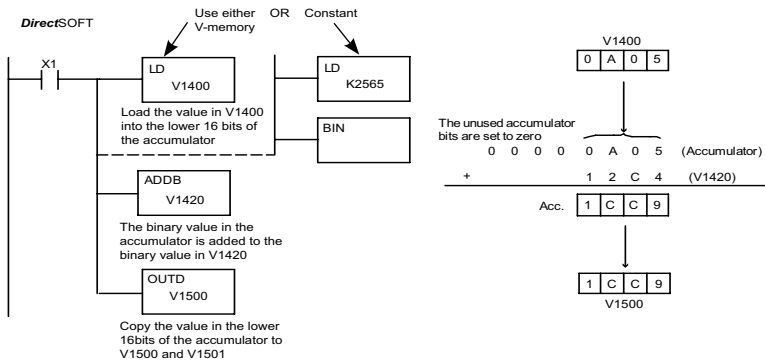 DirectSOFT
Use either OR Constant
V-memory
X1
LD
V1400
LD
K2565
Load the value in V1400
into the lower 16 bits of
the accumulator
BIN
ADDB
V1420
The binary value in the
accumulator is added to the
binary value in V1420
OUTD
V1500
Copy the value in the lower
16bits of the accumulator to
V1500 and V1501
V1400
0 A 0 5
The unused accumulator
bits are set to zero
0 0 0 0 0 A 0 5 (Accumulator)
+ 1 2 C 4 (V1420)
Acc. 1 C C 9
1 C C 9
V1500